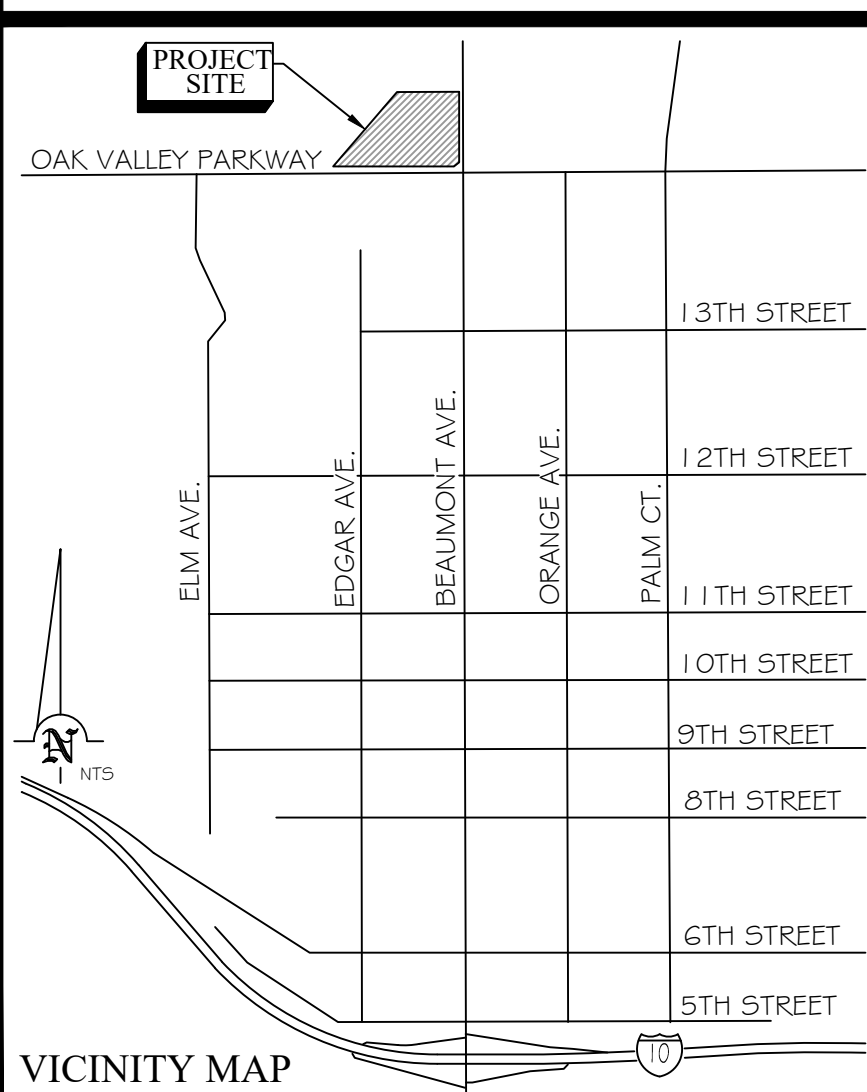 PROJECT
SITE
OAK VALLEY PARKWAY
13TH STREET
12TH STREET
ELM AVE.
EDGAR AVE.
BEAUMONT AVE.
ORANGE AVE.
PALM CT.
11TH STREET
10TH STREET
9TH STREET
N
NTS
8TH STREET
6TH STREET
5TH STREET
10
VICINITY MAP